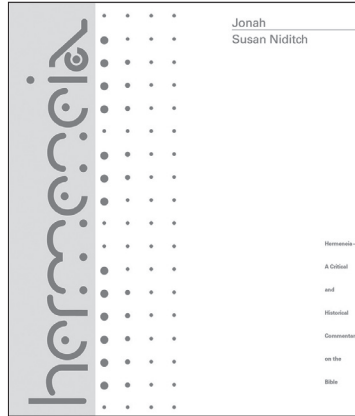 hermeneia
Jonah
Susan Niditch
Hermeneia—
A Critical
and
Historical
Commentary
on the
Bible